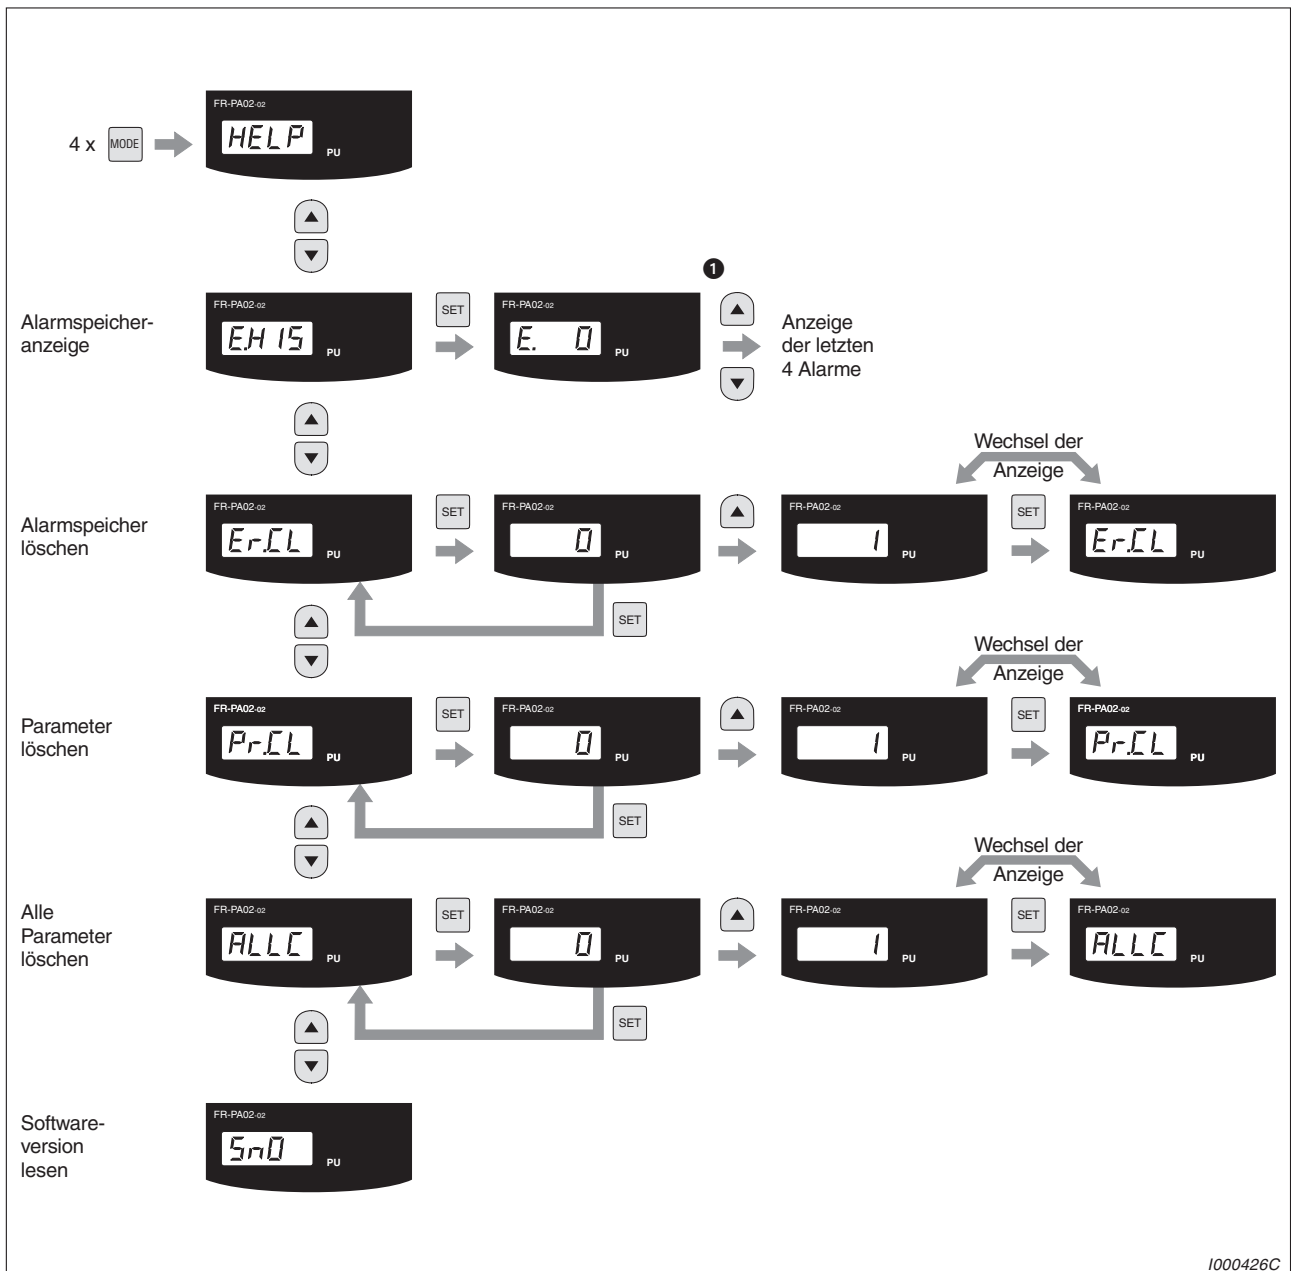 FR-PA02-02
4 x MODE HELP PU
❶
FR-PA02-02 FR-PA02-02
Alarmspeicher-
anzeige
E.HIS PU SET E. 0 PU
Anzeige
der letzten
4 Alarme
Wechsel der
Anzeige
FR-PA02-02 FR-PA02-02 FR-PA02-02 FR-PA02-02
Alarmspeicher
löschen
Er.CL PU SET 0 PU 1 PU SET Er.CL PU
SET
Wechsel der
Anzeige
FR-PA02-02 FR-PA02-02 FR-PA02-02 FR-PA02-02
Parameter
löschen
Pr.CL PU SET 0 PU 1 PU SET Pr.CL PU
SET
Wechsel der
Anzeige
FR-PA02-02 FR-PA02-02 FR-PA02-02 FR-PA02-02
Alle
Parameter
löschen
ALLC PU SET 0 PU 1 PU SET ALLC PU
SET
FR-PA02-02
Software-
version
lesen
Sn0 PU
I000426C